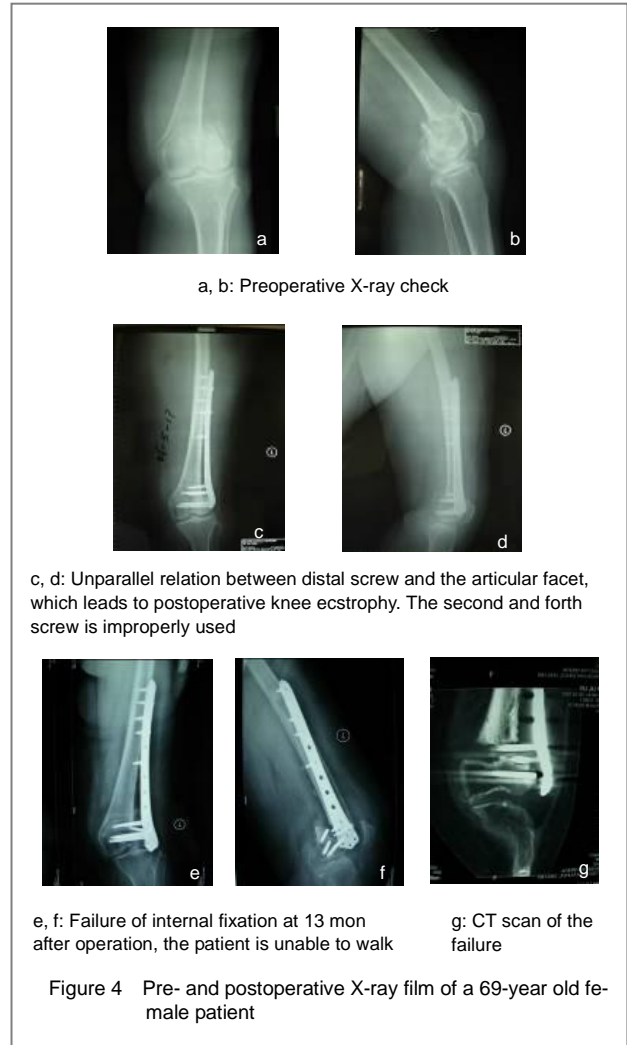 a
b
a, b: Preoperative X-ray check
c
d
c, d: Unparallel relation between distal screw and the articular facet,
which leads to postoperative knee ecstrophy. The second and forth
screw is improperly used
e
f
g
e, f: Failure of internal fixation at 13 mon
after operation, the patient is unable to walk
g: CT scan of the
failure
Figure 4 Pre- and postoperative X-ray film of a 69-year old fe-
male patient